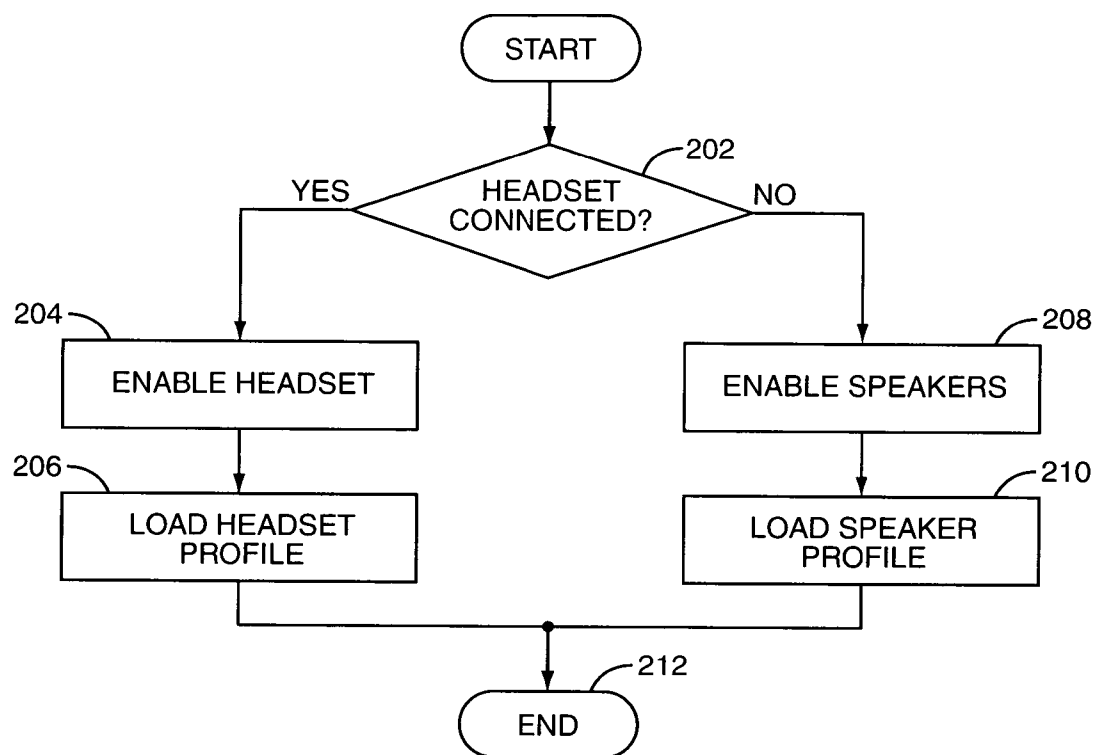 START
202
YES
HEADSET
CONNECTED?
NO
204
ENABLE HEADSET
208
ENABLE SPEAKERS
206
LOAD HEADSET
PROFILE
210
LOAD SPEAKER
PROFILE
212
END